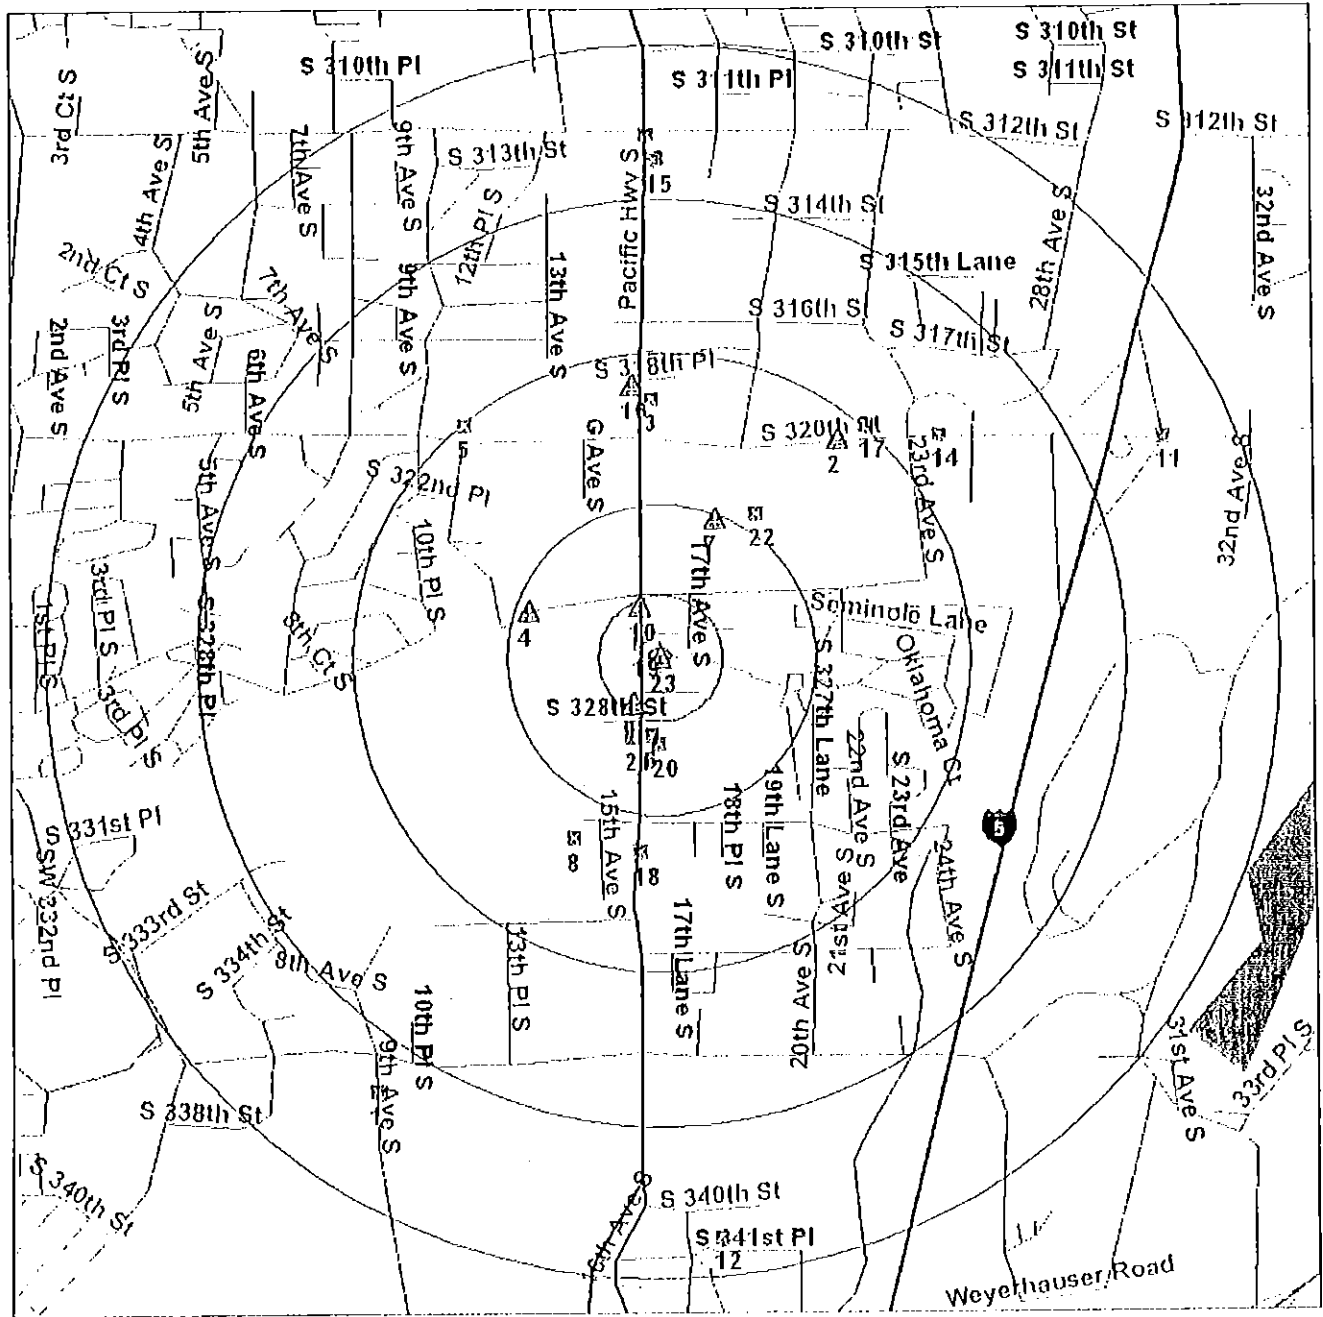 S 310th Pl
S 310th St
S 310th St
S 311th Pl
S 311th St
3rd Ct S
5th Ave S
7th Ave S
9th Ave S
S 312th St
S 312th St
S 313th St
Pacific Hwy S
15
4th Ave S
12th Pl S
S 314th St
28th Ave S
32nd Ave S
2nd Ct S
7th Ave S
9th Ave S
13th Ave S
S 315th Lane
S 316th St
S 317th St
2nd Ave S
3rd Pl S
5th Ave S
6th Ave S
S 318th Pl
3
5
G Ave S
S 320th St
2
17
23rd Ave S
14
11
32nd Ave S
S 322nd Pl
5th Ave S
10th Pl S
22
17th Ave S
1st Pl S
3rd Pl S
S 328th Pl
8th Ct S
4
10
23
Seminole Lane
Oklahoma Ct
S 327th Lane
3rd Pl S
S 328th St
2
20
22nd Ave S
S 23rd Ave
19th Lane S
18th Pl S
15th Ave S
5
S 331st Pl
8
18
24th Ave S
21st Ave S
SW 332nd Pl
S 333rd St
S 334th St
8th Ave S
13th Pl S
17th Lane S
20th Ave S
10th Pl S
9th Ave S
31st Ave S
33rd Pl S
S 338th St
S 340th St
16th Ave S
S 340th St
S 341st Pl
12
Weyerhauser Road